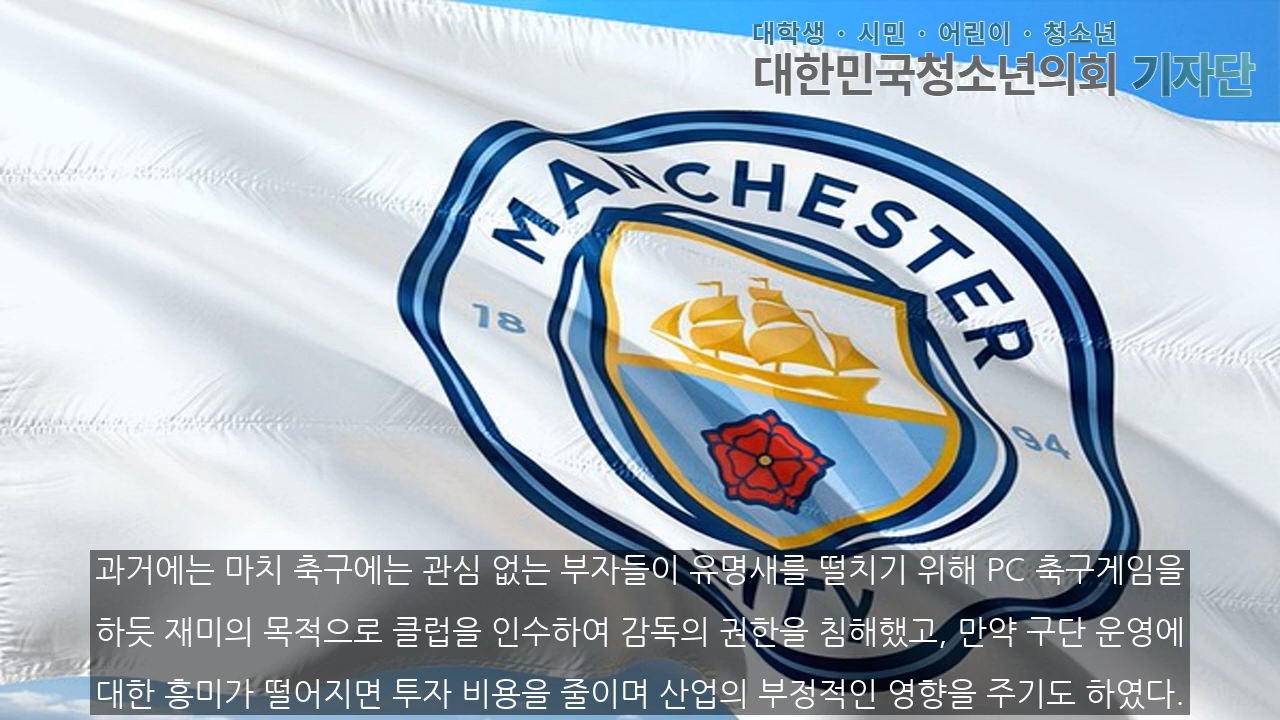 대학생 · 시민 · 어린이 · 청소년
대한민국청소년의회 기자단
MANCHESTER
18
94
CITY
과거에는 마치 축구에는 관심 없는 부자들이 유명새를 떨치기 위해 PC 축구게임을
하듯 재미의 목적으로 클럽을 인수하여 감독의 권한을 침해했고, 만약 구단 운영에
대한 흥미가 떨어지면 투자 비용을 줄이며 산업의 부정적인 영향을 주기도 하였다.